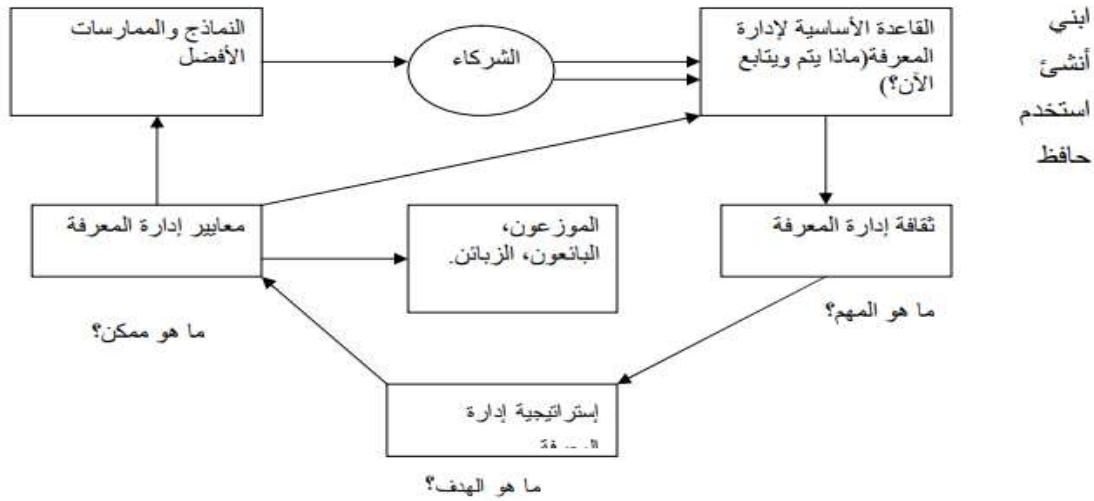 ابني
أنشئ
استخدم
حافظ
القاعدة الأساسية لإدارة
المعرفة(ماذا يتم ويتابع
الآن؟)
الشركاء
النماذج والممارسات
الأفضل
ثقافة إدارة المعرفة
الموزعون،
البائعون، الزبائن.
معايير إدارة المعرفة
ما هو المهم؟
ما هو ممكن؟
إستراتيجية إدارة
ما هو الهدف؟